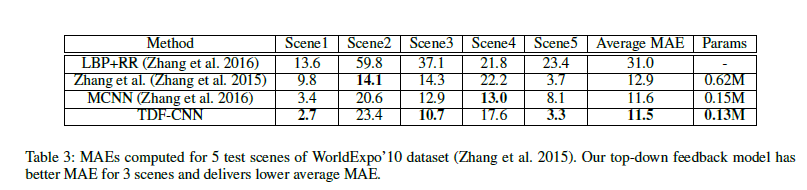 Method Scene1 Scene2 Scene3 Scene4 Scene5 Average MAE Params
LBP+RR (Zhang et al. 2016) 13.6 59.8 37.1 21.8 23.4 31.0 -
Zhang et al. (Zhang et al. 2015) 9.8 14.1 14.3 22.2 3.7 12.9 0.62M
MCNN (Zhang et al. 2016) 3.4 20.6 12.9 13.0 8.1 11.6 0.15M
TDF-CNN 2.7 23.4 10.7 17.6 3.3 11.5 0.13M
Table 3: MAEs computed for 5 test scenes of WorldExpo'10 dataset (Zhang et al. 2015). Our top-down feedback model has
better MAE for 3 scenes and delivers lower average MAE.